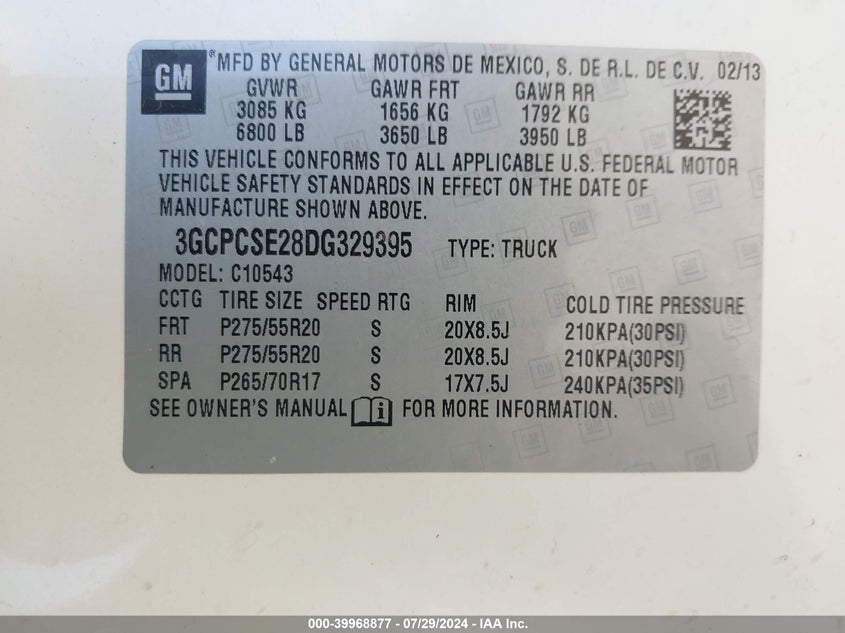 GM ® MFD BY GENERAL MOTORS DE MEXICO, S. DE R.L. DE C.V. 02/13
GVWR GAWR FRT GAWR RR
3085 KG 1656 KG 1792 KG
6800 LB 3650 LB 3950 LB
THIS VEHICLE CONFORMS TO ALL APPLICABLE U.S. FEDERAL MOTOR
VEHICLE SAFETY STANDARDS IN EFFECT ON THE DATE OF
MANUFACTURE SHOWN ABOVE.
3GCPCSE28DG329395 TYPE: TRUCK
MODEL: C10543
CCTG TIRE SIZE SPEED RTG RIM COLD TIRE PRESSURE
FRT P275/55R20 S 20X8.5J 210KPA(30PSI)
RR P275/55R20 S 20X8.5J 210KPA(30PSI)
SPA P265/70R17 S 17X7.5J 240KPA(35PSI)
SEE OWNER'S MANUAL i FOR MORE INFORMATION.
000-39968877 - 07/29/2024 - IAA Inc.